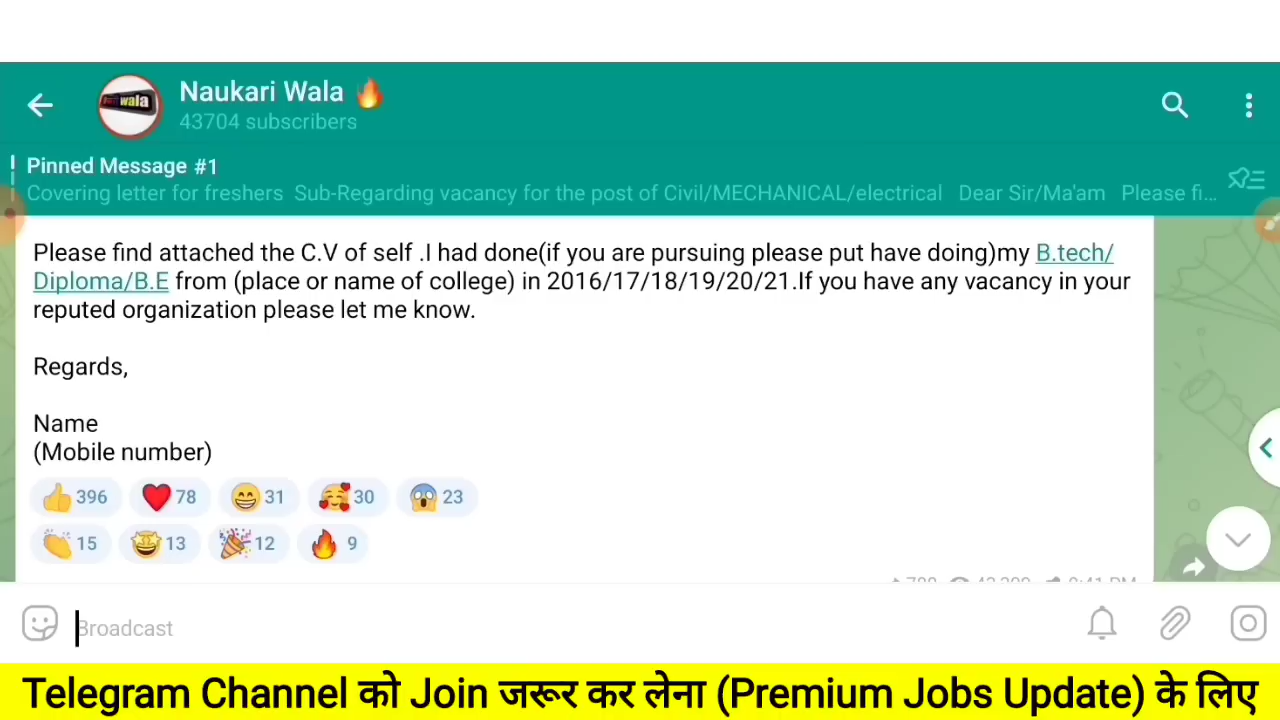 wala
Naukari Wala 🔥
43704 subscribers
Pinned Message #1
Covering letter for freshers Sub-Regarding vacancy for the post of Civil/MECHANICAL/electrical Dear Sir/Ma'am Please fi...
Please find attached the C.V of self .I had done(if you are pursuing please put have doing)my B.tech/
Diploma/B.E from (place or name of college) in 2016/17/18/19/20/21.If you have any vacancy in your
reputed organization please let me know.
Regards,
Name
(Mobile number)
👍 396 ❤️ 78 😁 31 🥰 30 😱 23
👏 15 🤩 13 🎉 12 🔥 9
Broadcast
Telegram Channel को Join जरूर कर लेना (Premium Jobs Update) के लिए